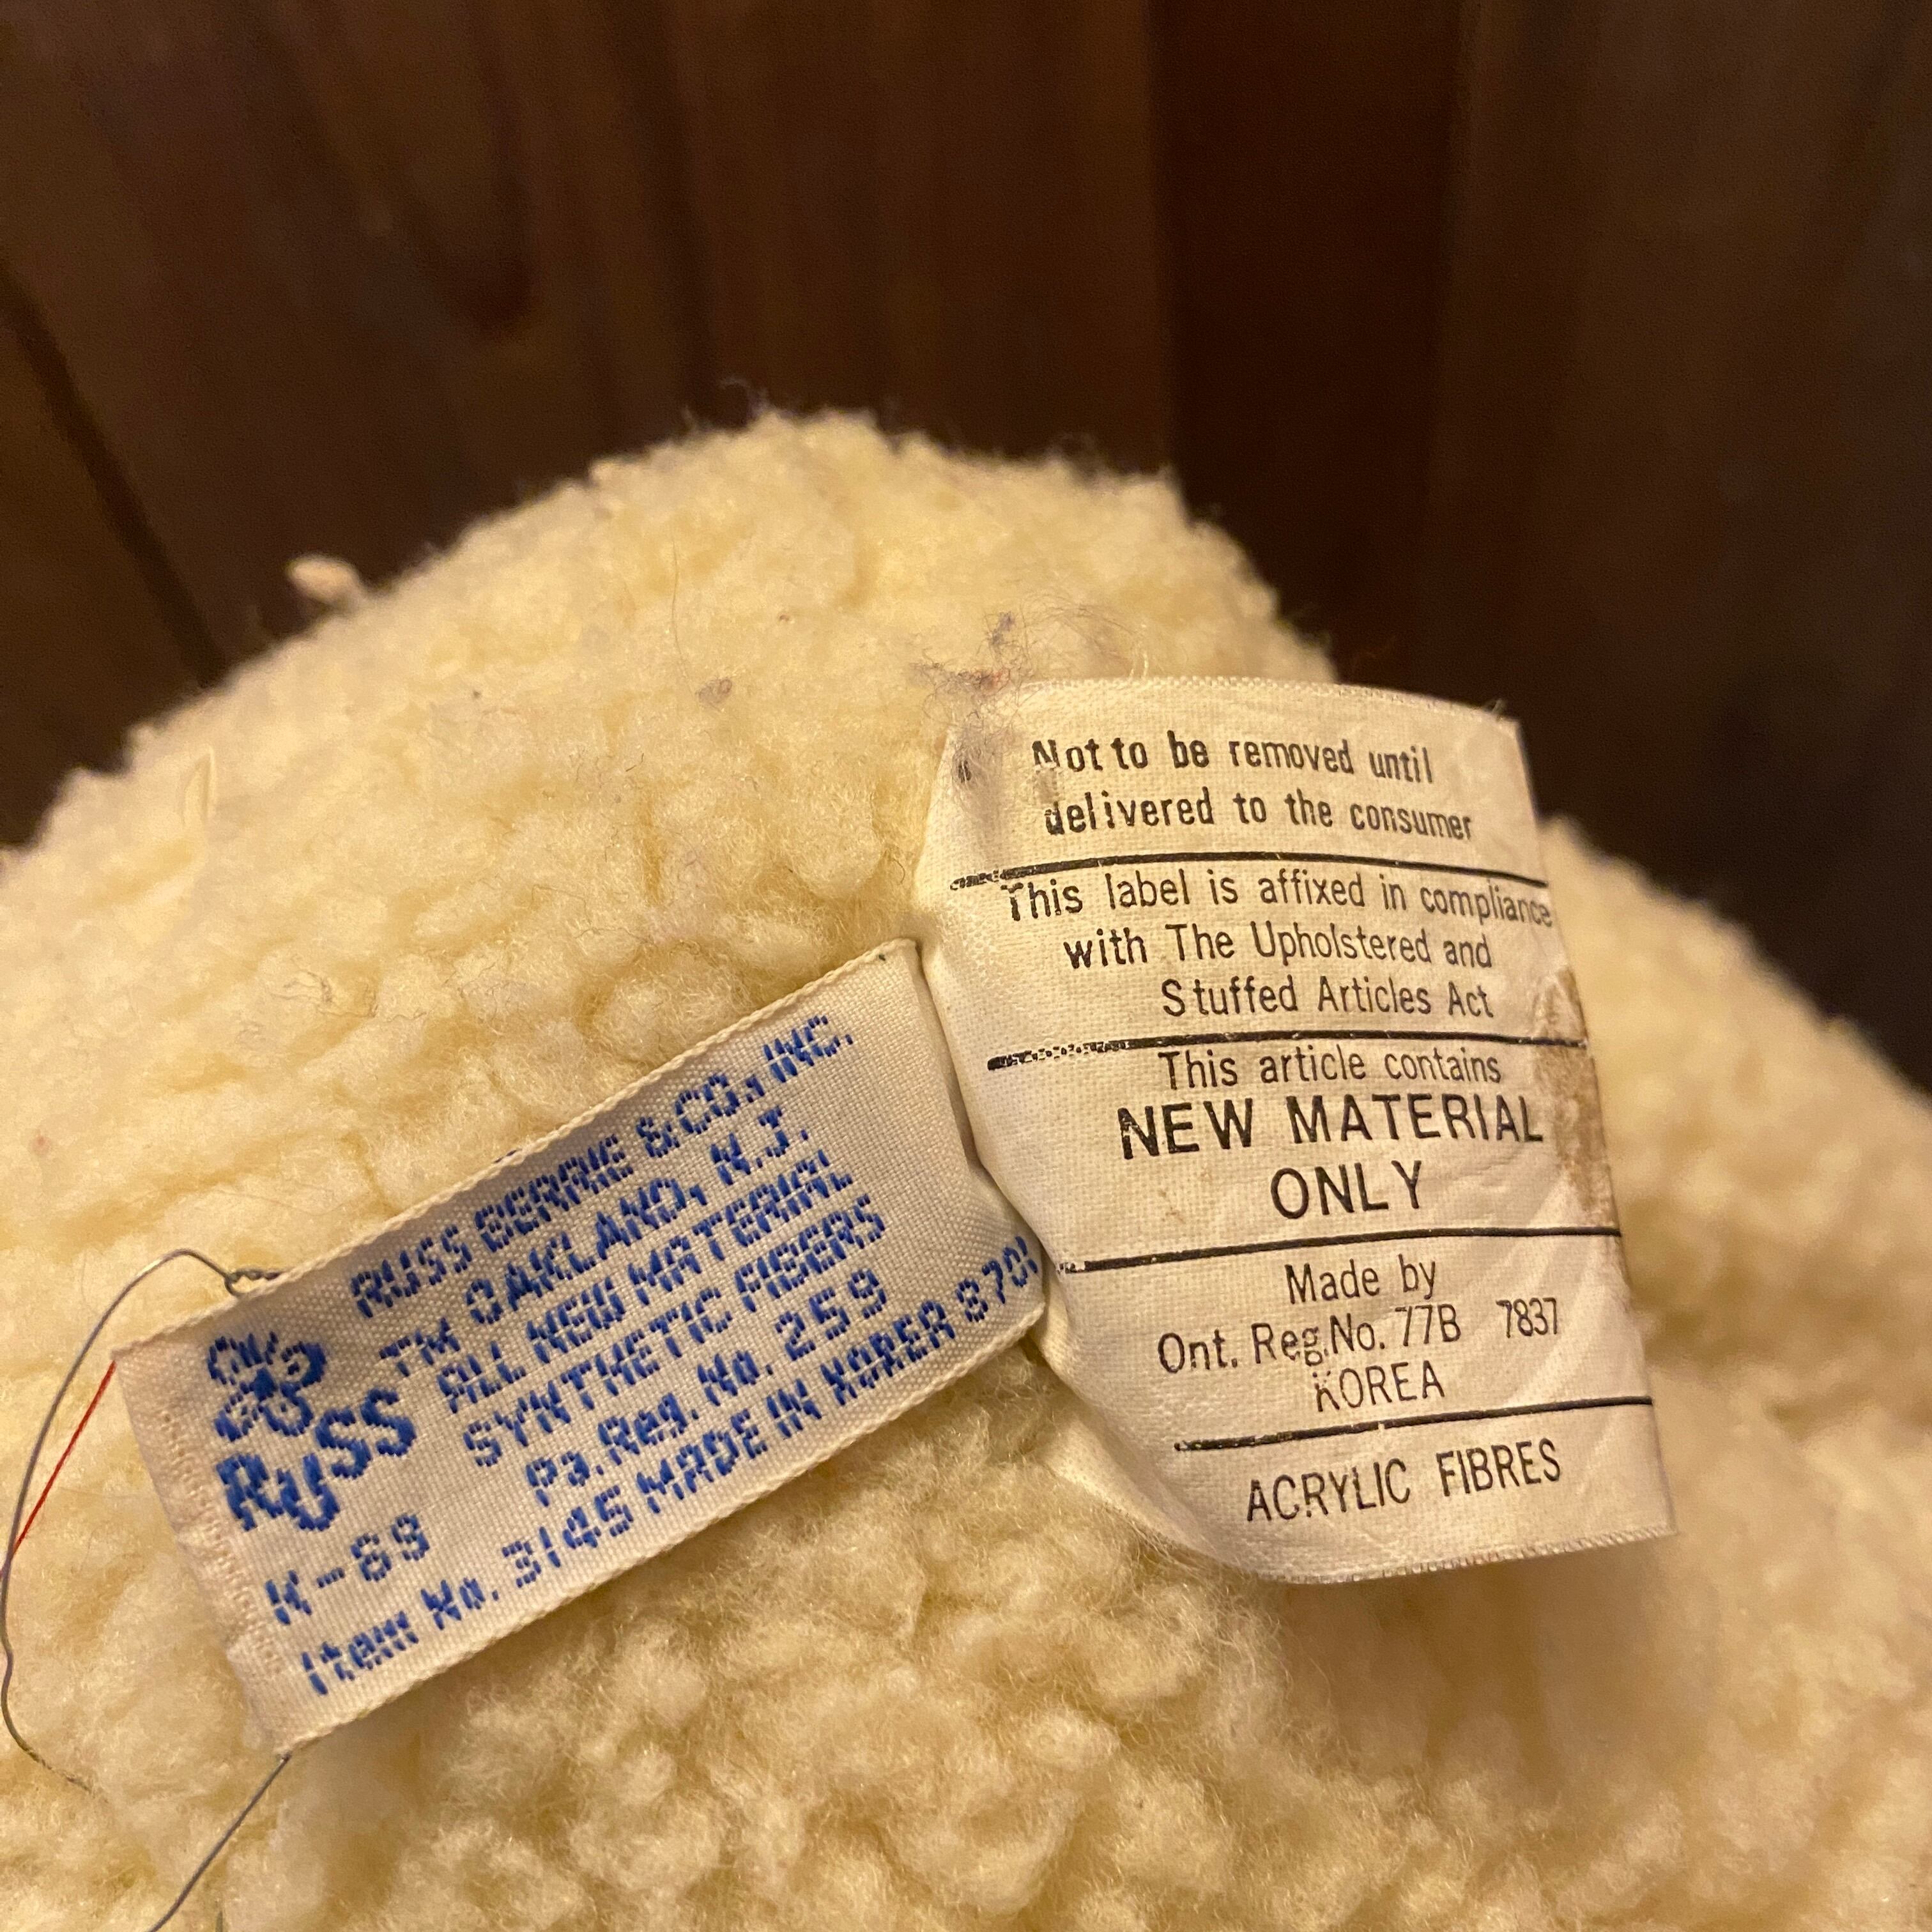 RUSS BERRIE & CO., INC.
TM OAKLAND, N.J.
ALL NEW MATERIAL
SYNTHETIC FIBERS
Pa. Reg. No. 259
RUSS
K-69
Item No. 3145 MADE IN KOREA
Not to be removed until
delivered to the consumer
This label is affixed in compliance
with The Upholstered and
Stuffed Articles Act
This article contains
NEW MATERIAL
ONLY
Made by
Ont. Reg.No. 77B 7837
KOREA
ACRYLIC FIBRES